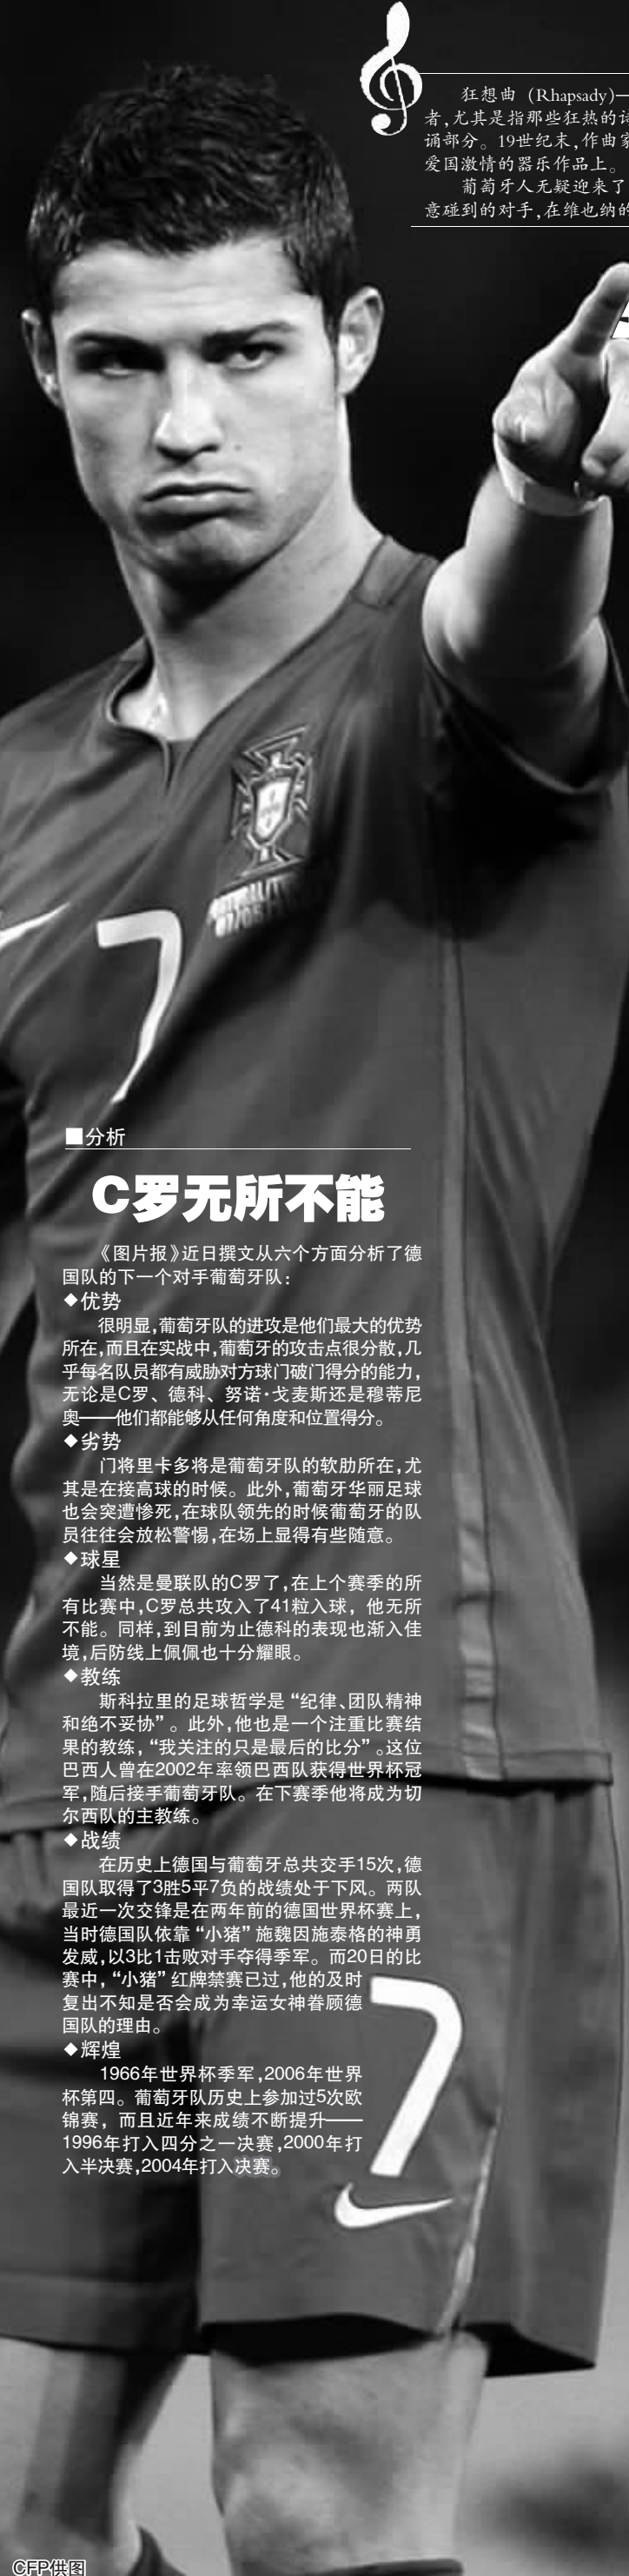 狂想曲 (Rhapsady)—
者,尤其是指那些狂热的
诵部分。19世纪末,作曲家
爱国激情的器乐作品上。
葡萄牙人无疑迎来了
意碰到的对手,在维也纳的
7
■分析
C罗无所不能
《图片报》近日撰文从六个方面分析了德
国队的下一个对手葡萄牙队:
◆优势
很明显,葡萄牙队的进攻是他们最大的优势
所在,而且在实战中,葡萄牙的攻击点很分散,几
乎每名队员都有威胁对方球门破门得分的能力,
无论是C罗、德科、努诺·戈麦斯还是穆蒂尼
奥——他们都能够从任何角度和位置得分。
◆劣势
门将里卡多将是葡萄牙队的软肋所在,尤
其是在接高球的时候。此外,葡萄牙华丽足球
也会突遭惨死,在球队领先的时候葡萄牙的队
员往往会放松警惕,在场上显得有些随意。
◆球星
当然是曼联队的C罗了,在上个赛季的所
有比赛中,C罗总共攻入了41粒入球,他无所
不能。同样,到目前为止德科的表现也渐入佳
境,后防线上佩佩也十分耀眼。
◆教练
斯科拉里的足球哲学是“纪律、团队精神
和绝不妥协”。此外,他也是一个注重比赛结
果的教练,“我关注的只是最后的比分”。这位
巴西人曾在2002年率领巴西队获得世界杯冠
军,随后接手葡萄牙队。在下赛季他将成为切
尔西队的主教练。
◆战绩
在历史上德国与葡萄牙总共交手15次,德
国队取得了3胜5平7负的战绩处于下风。两队
最近一次交锋是在两年前的德国世界杯赛上,
当时德国队依靠“小猪”施魏因施泰格的神勇
发威,以3比1击败对手夺得季军。而20日的比
赛中,“小猪”红牌禁赛已过,他的及时
复出不知是否会成为幸运女神眷顾德
国队的理由。
◆辉煌
1966年世界杯季军,2006年世界
杯第四。葡萄牙队历史上参加过5次欧
锦赛,而且近年来成绩不断提升——
1996年打入四分之一决赛,2000年打
入半决赛,2004年打入决赛。
7
CFP供图